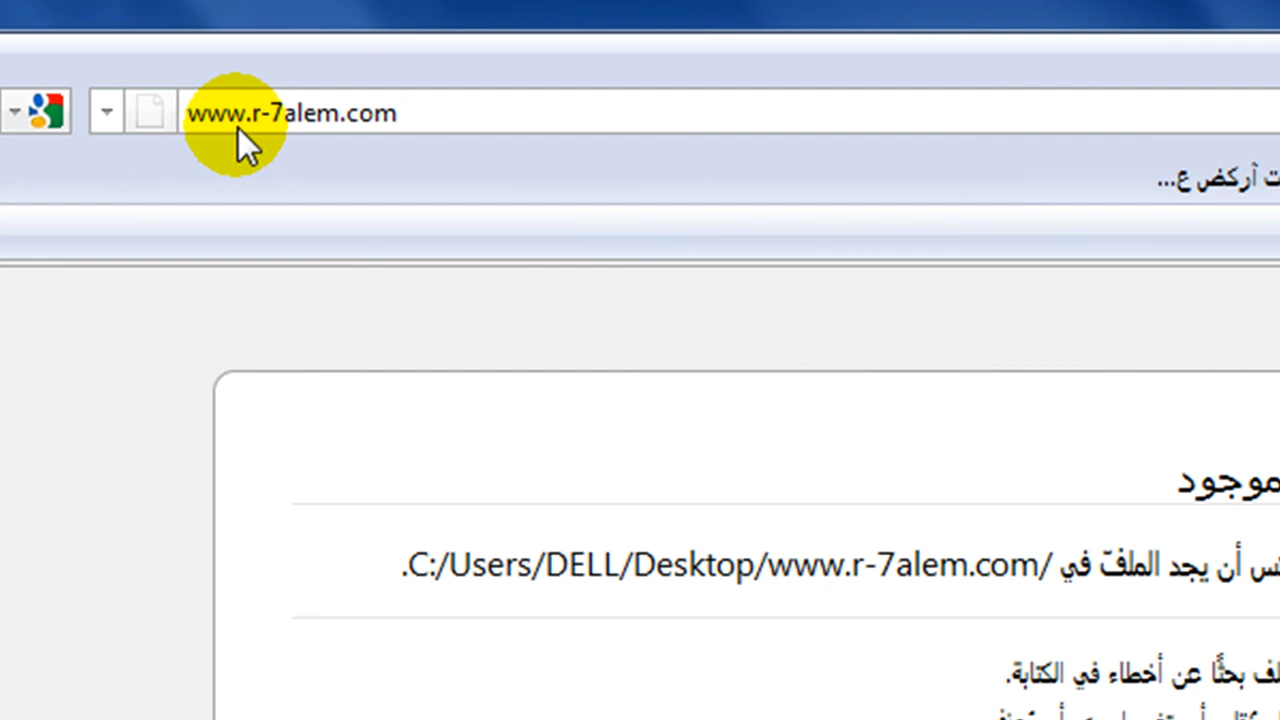 www.r-7alem.com
ت أركض ع...
موجود
أن يجد الملفّ في /C:/Users/DELL/Desktop/www.r-7alem.com.
بحثًا عن أخطاء في الكتابة.